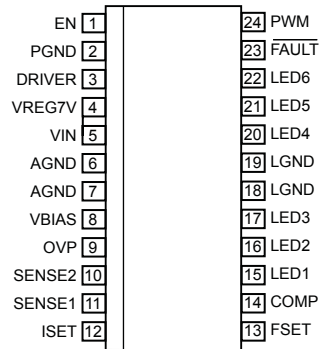 EN 1 24 PWM
PGND 2 23 FAULT
DRIVER 3 22 LED6
VREG7V 4 21 LED5
VIN 5 20 LED4
AGND 6 19 LGND
AGND 7 18 LGND
VBIAS 8 17 LED3
OVP 9 16 LED2
SENSE2 10 15 LED1
SENSE1 11 14 COMP
ISET 12 13 FSET